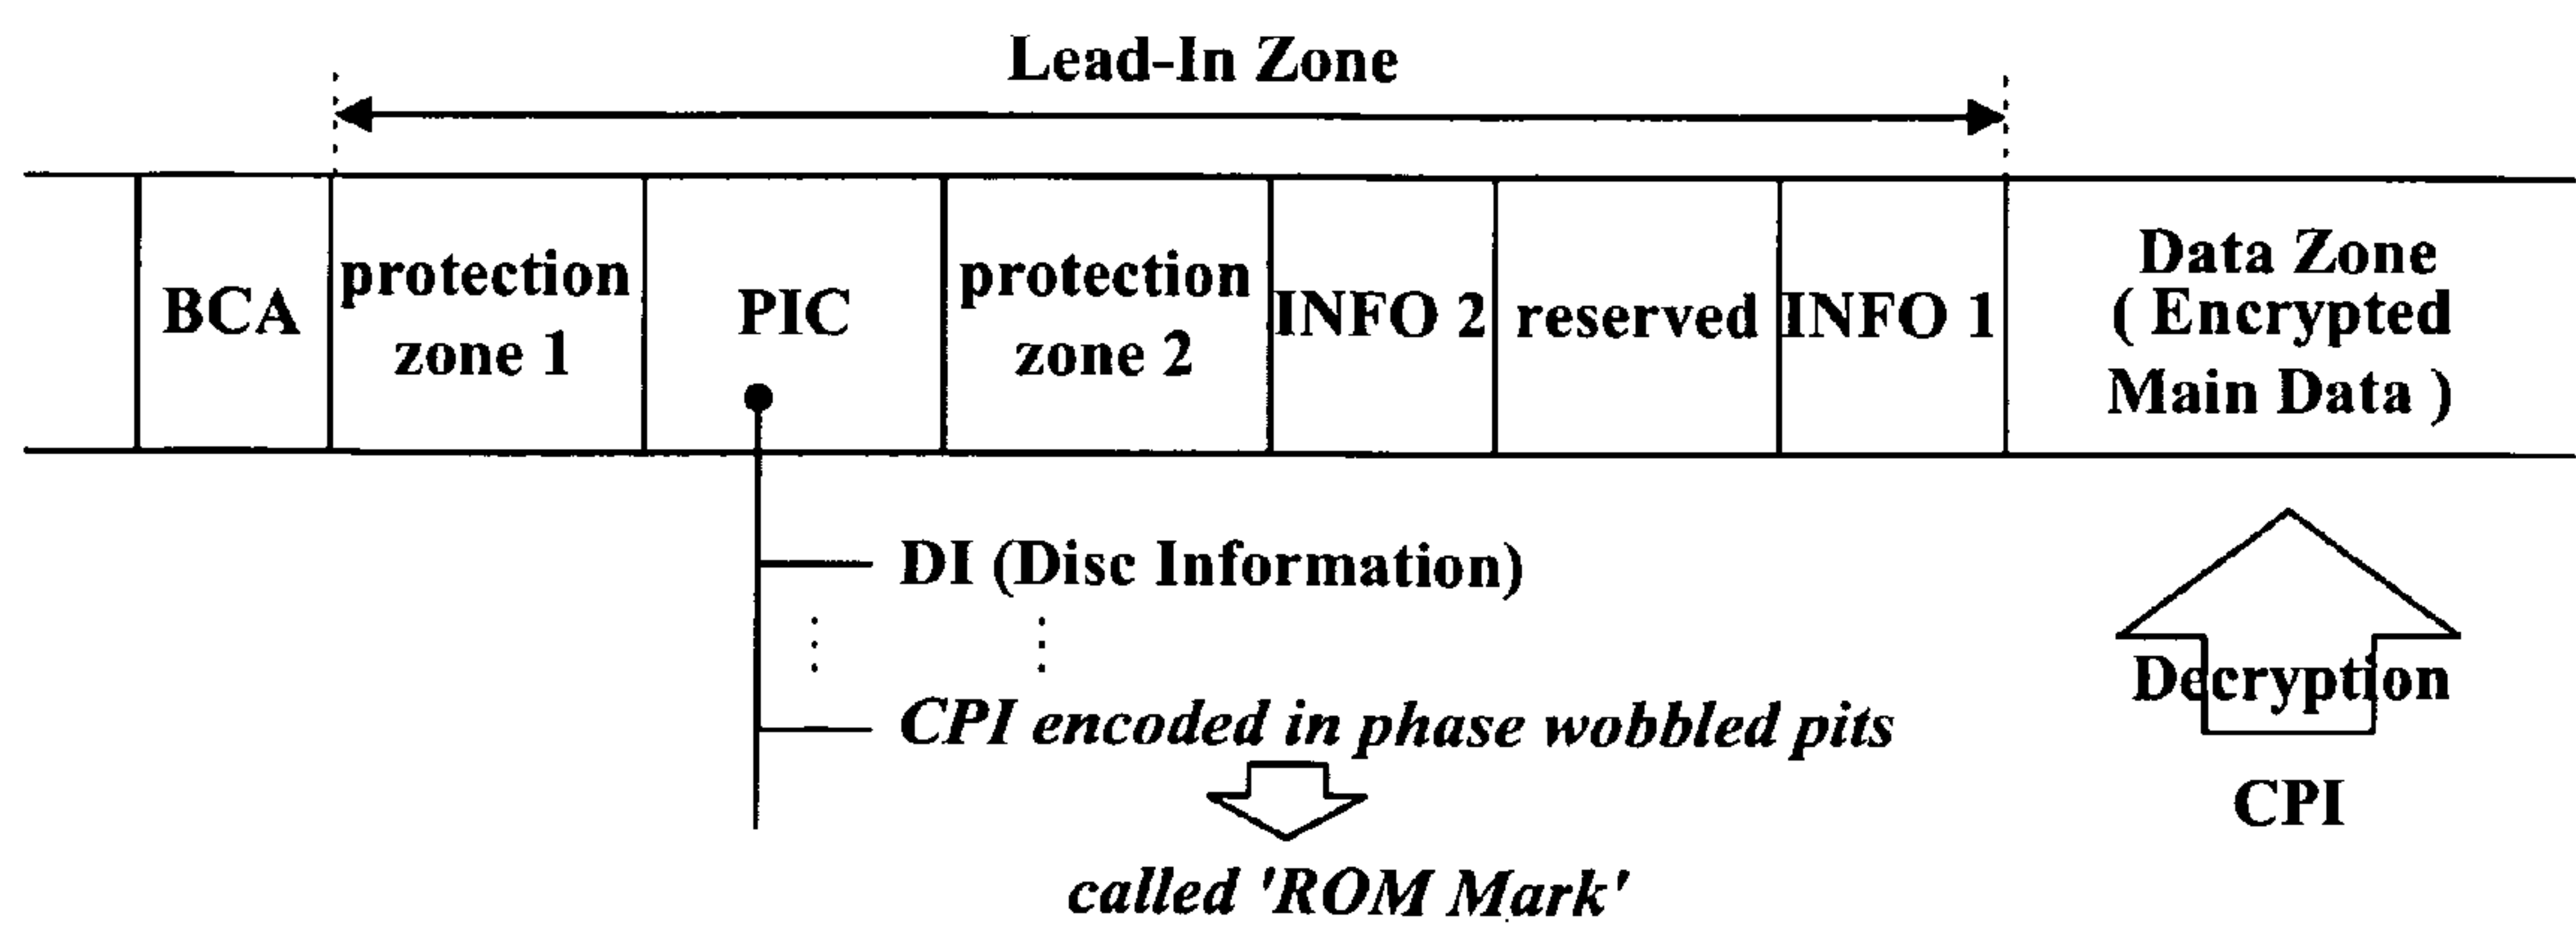 Lead-In Zone
BCA
protection
zone 1
PIC
protection
zone 2
INFO 2
reserved
INFO 1
Data Zone
( Encrypted
Main Data )
DI (Disc Information)
CPI encoded in phase wobbled pits
called 'ROM Mark'
Decryption
CPI